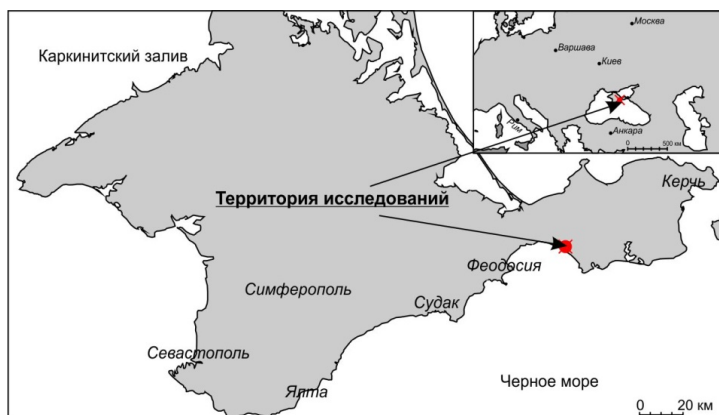 Москва
Каркинитский залив
Варшава
Киев
Рим
Анкара
0 500 км
Керчь
Территория исследований
Феодосия
Симферополь
Судак
Севастополь
Ялта
Черное море
0 20 км